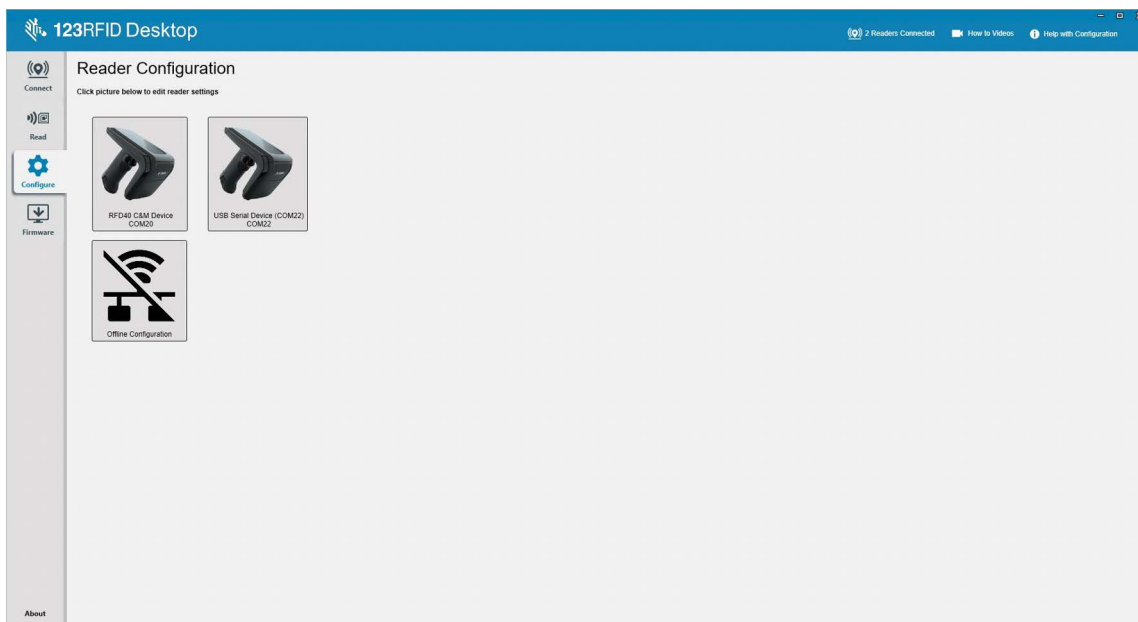 123RFID Desktop
2 Readers Connected
How to Videos
Help with Configuration
Connect
Read
Configure
Firmware
About
Reader Configuration
Click picture below to edit reader settings
RFD40 C&M Device
COM20
USB Serial Device (COM22)
COM22
Offline Configuration